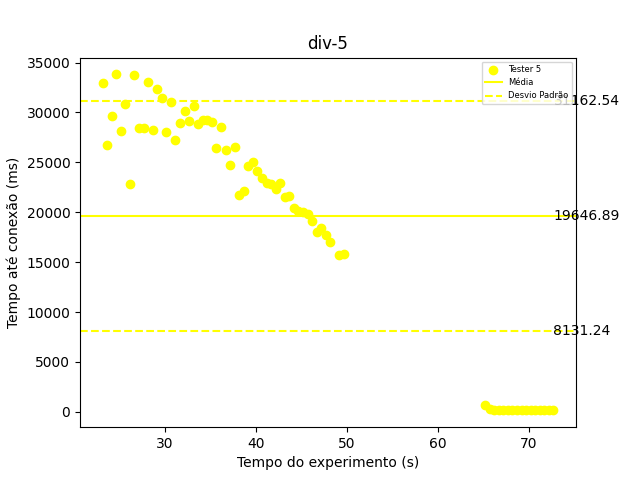 div-5
35000
30000
25000
20000
15000
10000
5000
0
Tempo até conexão (ms)
Tester 5
Média
Desvio Padrão
31162.54
19646.89
8131.24
30 40 50 60 70
Tempo do experimento (s)